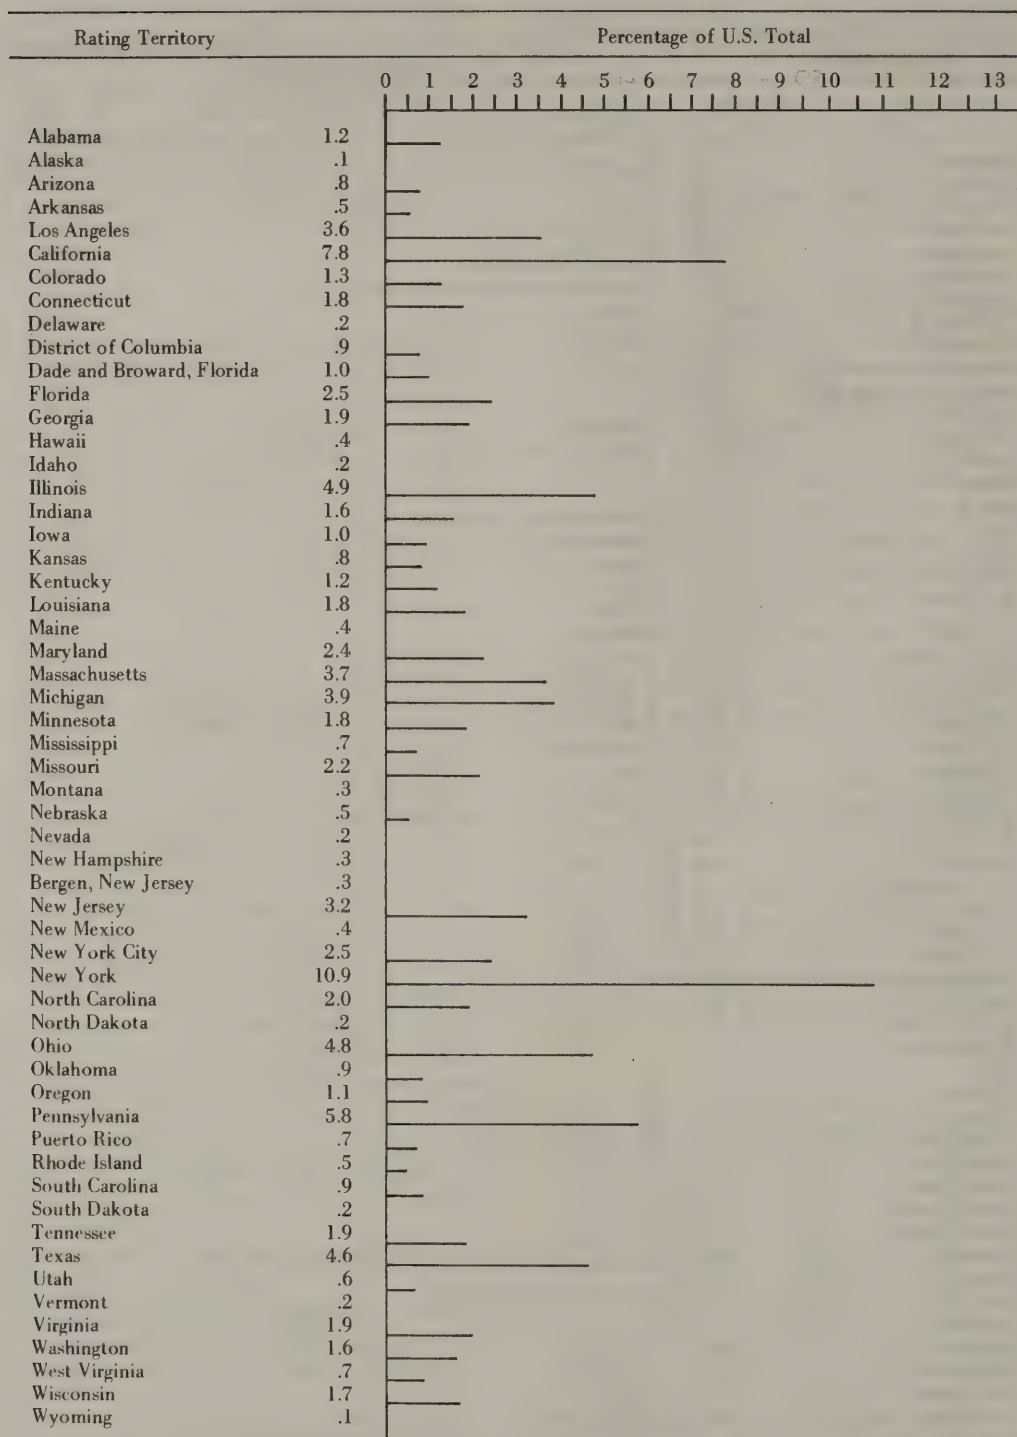 Rating Territory Percentage of U.S. Total
0 1 2 3 4 5 6 7 8 9 10 11 12 13
Alabama 1.2
Alaska .1
Arizona .8
Arkansas .5
Los Angeles 3.6
California 7.8
Colorado 1.3
Connecticut 1.8
Delaware .2
District of Columbia .9
Dade and Broward, Florida 1.0
Florida 2.5
Georgia 1.9
Hawaii .4
Idaho .2
Illinois 4.9
Indiana 1.6
Iowa 1.0
Kansas .8
Kentucky 1.2
Louisiana 1.8
Maine .4
Maryland 2.4
Massachusetts 3.7
Michigan 3.9
Minnesota 1.8
Mississippi .7
Missouri 2.2
Montana .3
Nebraska .5
Nevada .2
New Hampshire .3
Bergen, New Jersey .3
New Jersey 3.2
New Mexico .4
New York City 2.5
New York 10.9
North Carolina 2.0
North Dakota .2
Ohio 4.8
Oklahoma .9
Oregon 1.1
Pennsylvania 5.8
Puerto Rico .7
Rhode Island .5
South Carolina .9
South Dakota .2
Tennessee 1.9
Texas 4.6
Utah .6
Vermont .2
Virginia 1.9
Washington 1.6
West Virginia .7
Wisconsin 1.7
Wyoming .1